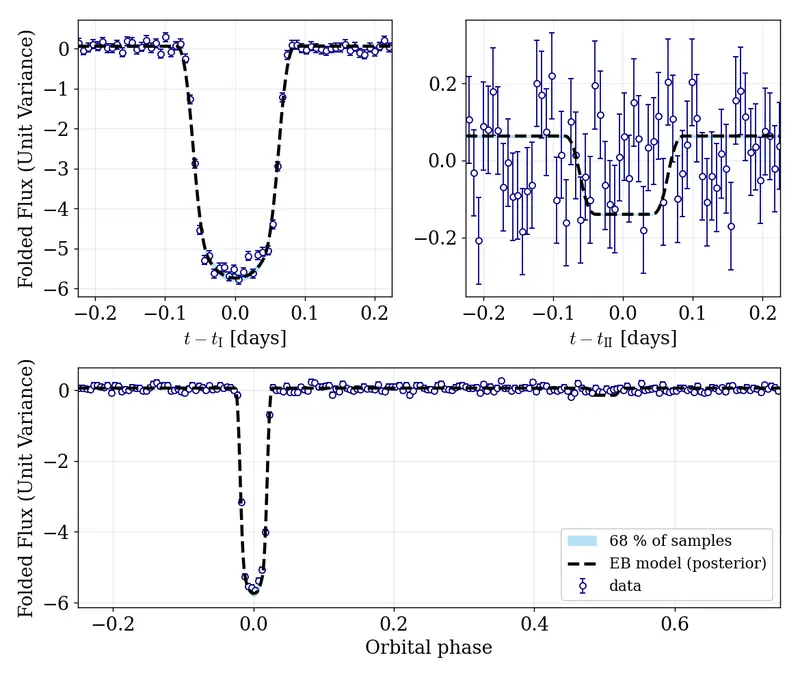 Folded Flux (Unit Variance)
0
−1
−2
−3
−4
−5
−6
−0.2 −0.1 0.0 0.1 0.2
t − tI [days]
0.2
0.0
−0.2
−0.2 −0.1 0.0 0.1 0.2
t − tII [days]
Folded Flux (Unit Variance)
0
−2
−4
−6
68 % of samples
EB model (posterior)
data
−0.2 0.0 0.2 0.4 0.6
Orbital phase